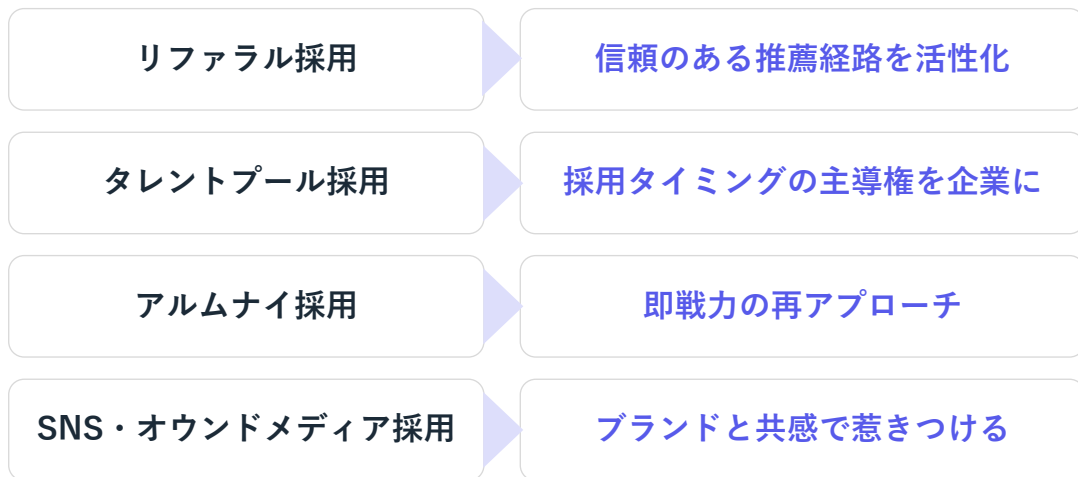 リファラル採用
信頼のある推薦経路を活性化
タレントプール採用
採用タイミングの主導権を企業に
アルムナイ採用
即戦力の再アプローチ
SNS・オウンドメディア採用
ブランドと共感で惹きつける